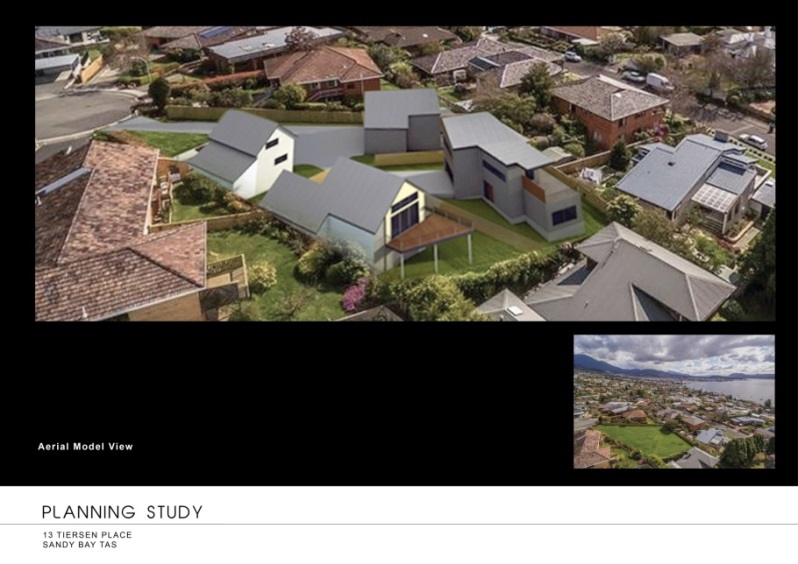 Aerial Model View
PLANNING STUDY
13 TIERSEN PLACE
SANDY BAY TAS